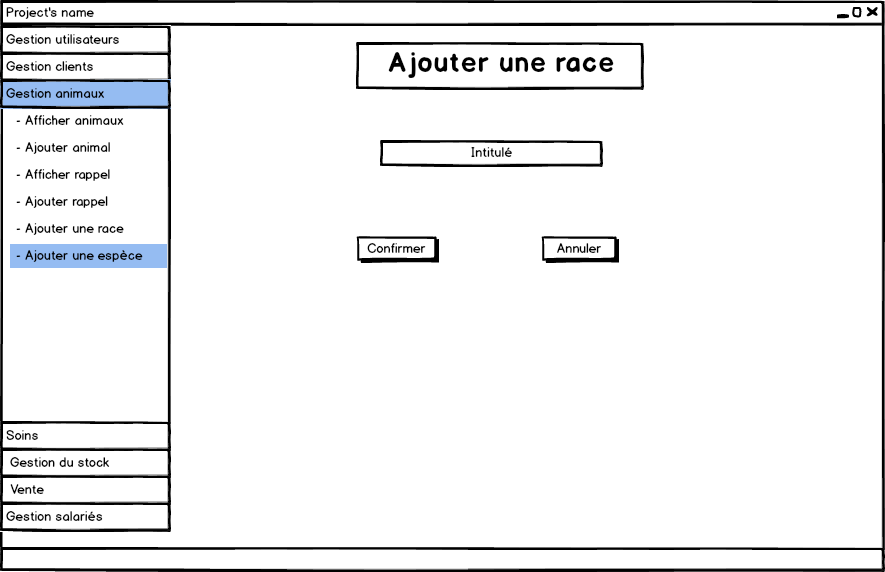 Project's name
Gestion utilisateurs
Gestion clients
Gestion animaux
- Afficher animaux
- Ajouter animal
- Afficher rappel
- Ajouter rappel
- Ajouter une race
- Ajouter une espèce
Soins
Gestion du stock
Vente
Gestion salariés
Ajouter une race
Intitulé
Confirmer
Annuler